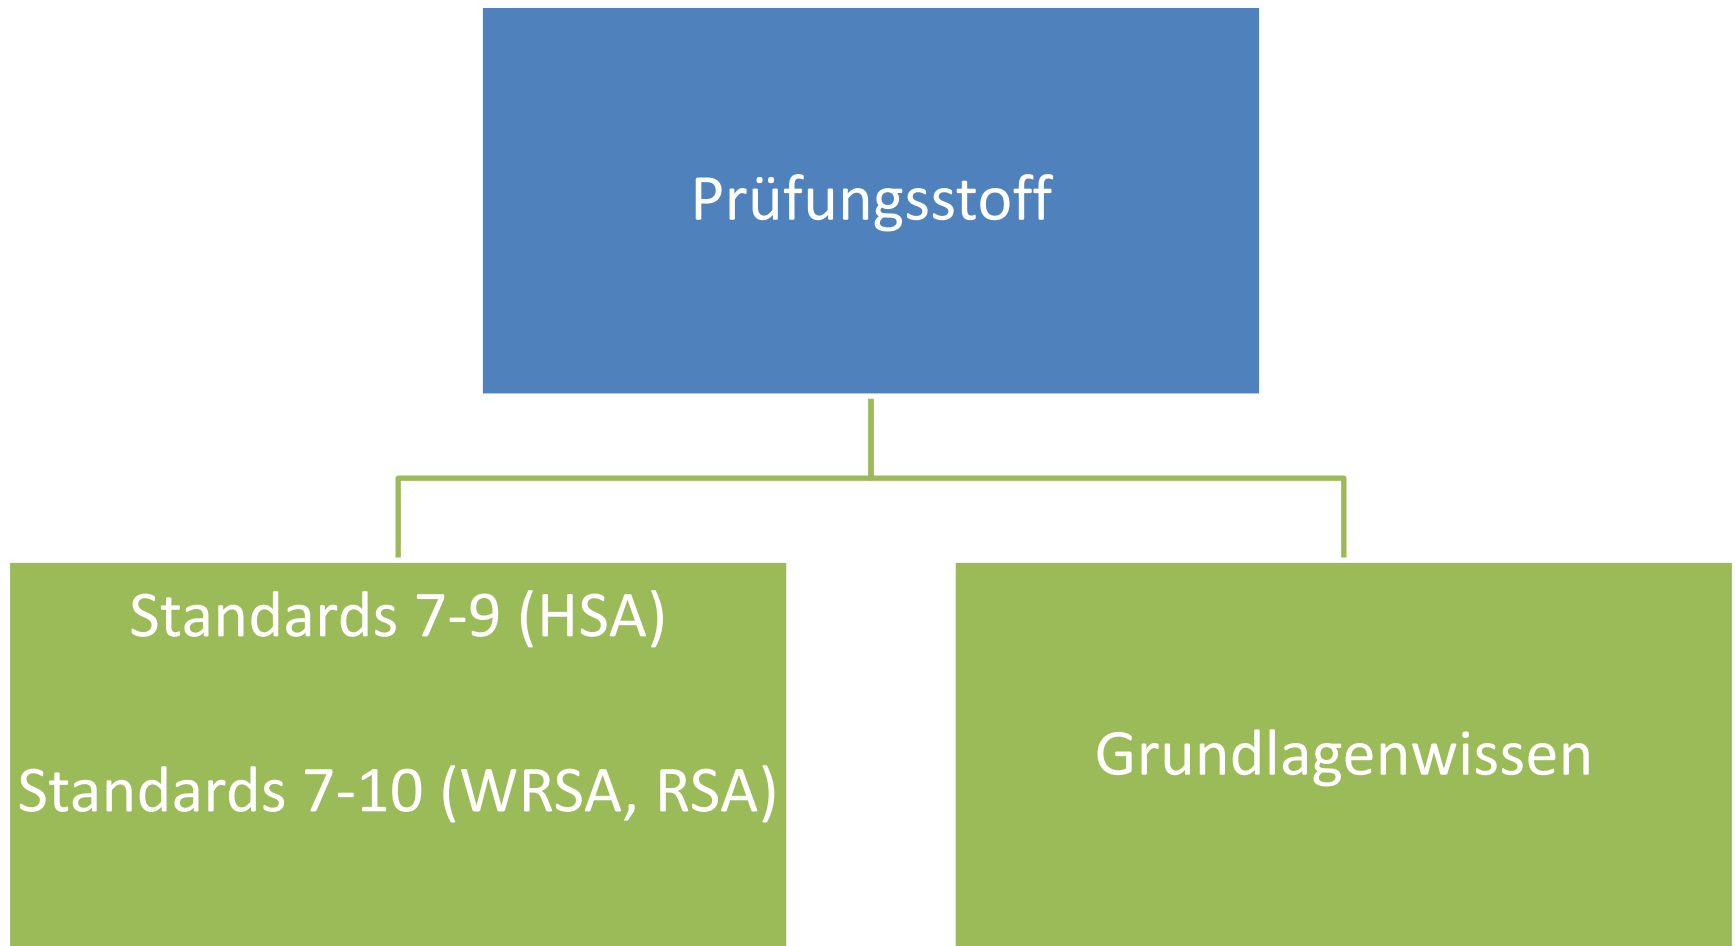 Prüfungsstoff
Standards 7-9 (HSA)
Standards 7-10 (WRSA, RSA)
Grundlagenwissen